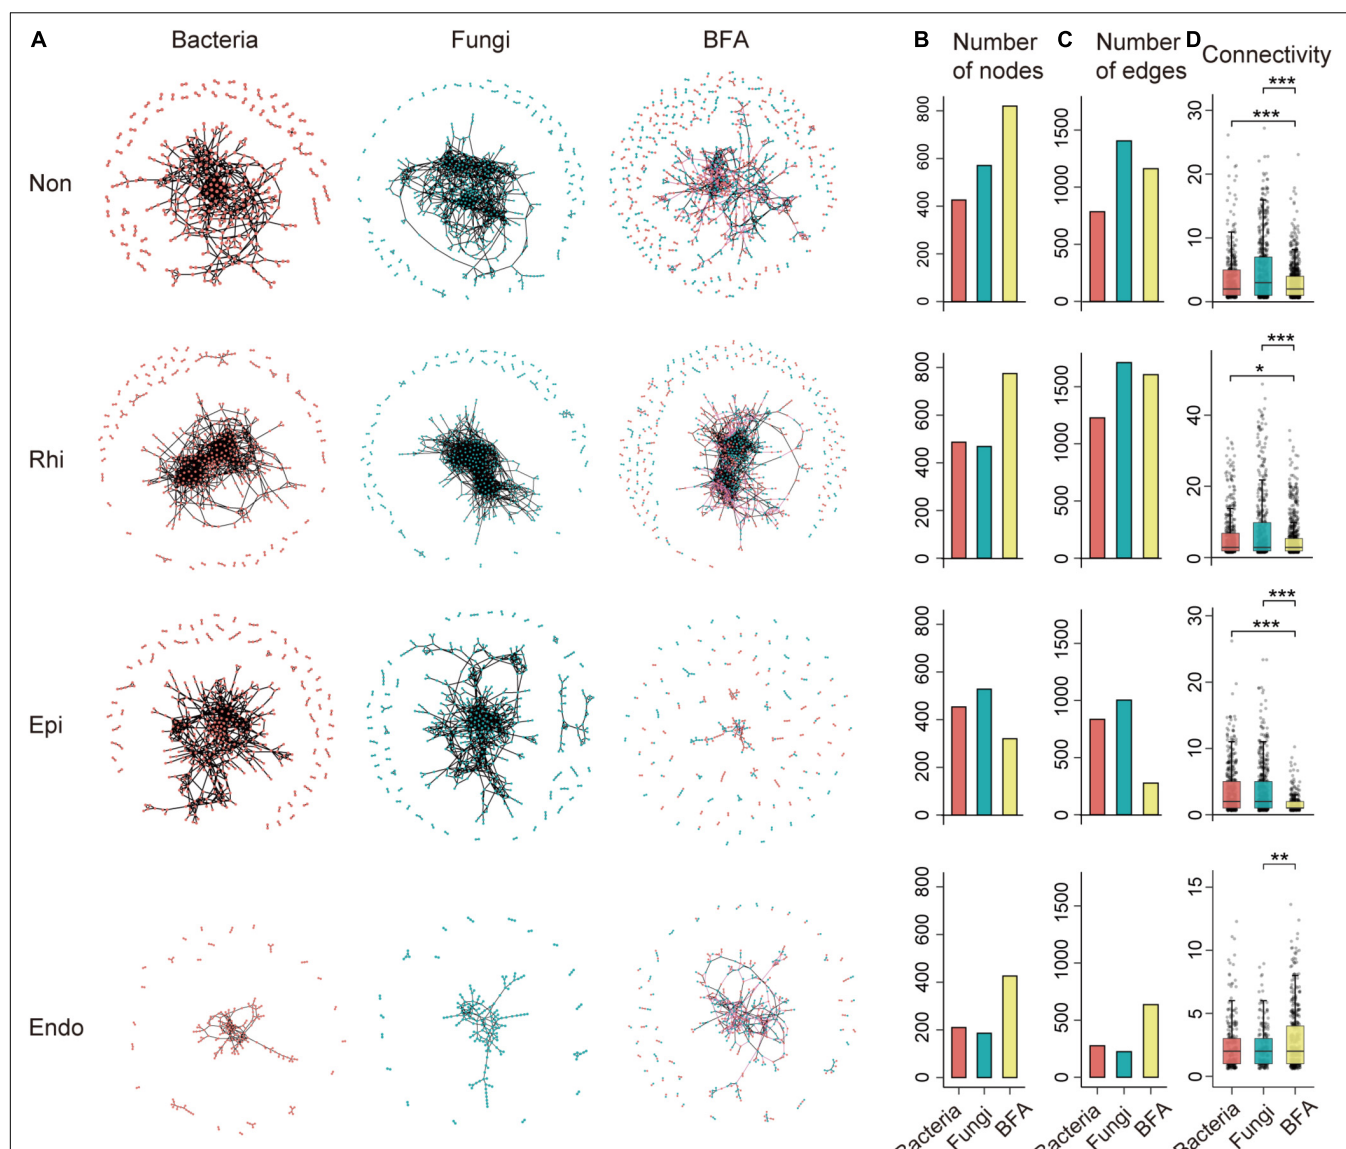 A Bacteria Fungi BFA B Number of nodes C Number of edges D Connectivity
Non
0 200 400 600 800
0 500 1000 1500
0 10 20 30
*** ***
Rhi
0 200 400 600 800
0 500 1000 1500
0 20 40
* ***
Epi
0 200 400 600 800
0 500 1000 1500
0 10 20 30
*** ***
Endo
0 200 400 600 800
0 500 1000 1500
0 5 10 15
**
Bacteria Fungi BFA
Bacteria Fungi BFA
Bacteria Fungi BFA